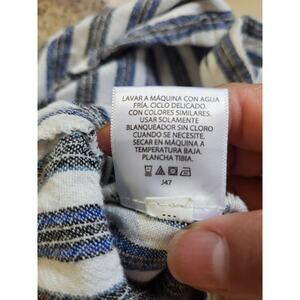 LAVAR A MÁQUINA CON AGUA
FRÍA. CICLO DELICADO.
CON COLORES SIMILARES.
USAR SOLAMENTE
BLANQUEADOR SIN CLORO
CUANDO SE NECESITE.
SECAR EN MÁQUINA A
TEMPERATURA BAJA.
PLANCHA TIBIA.
J47